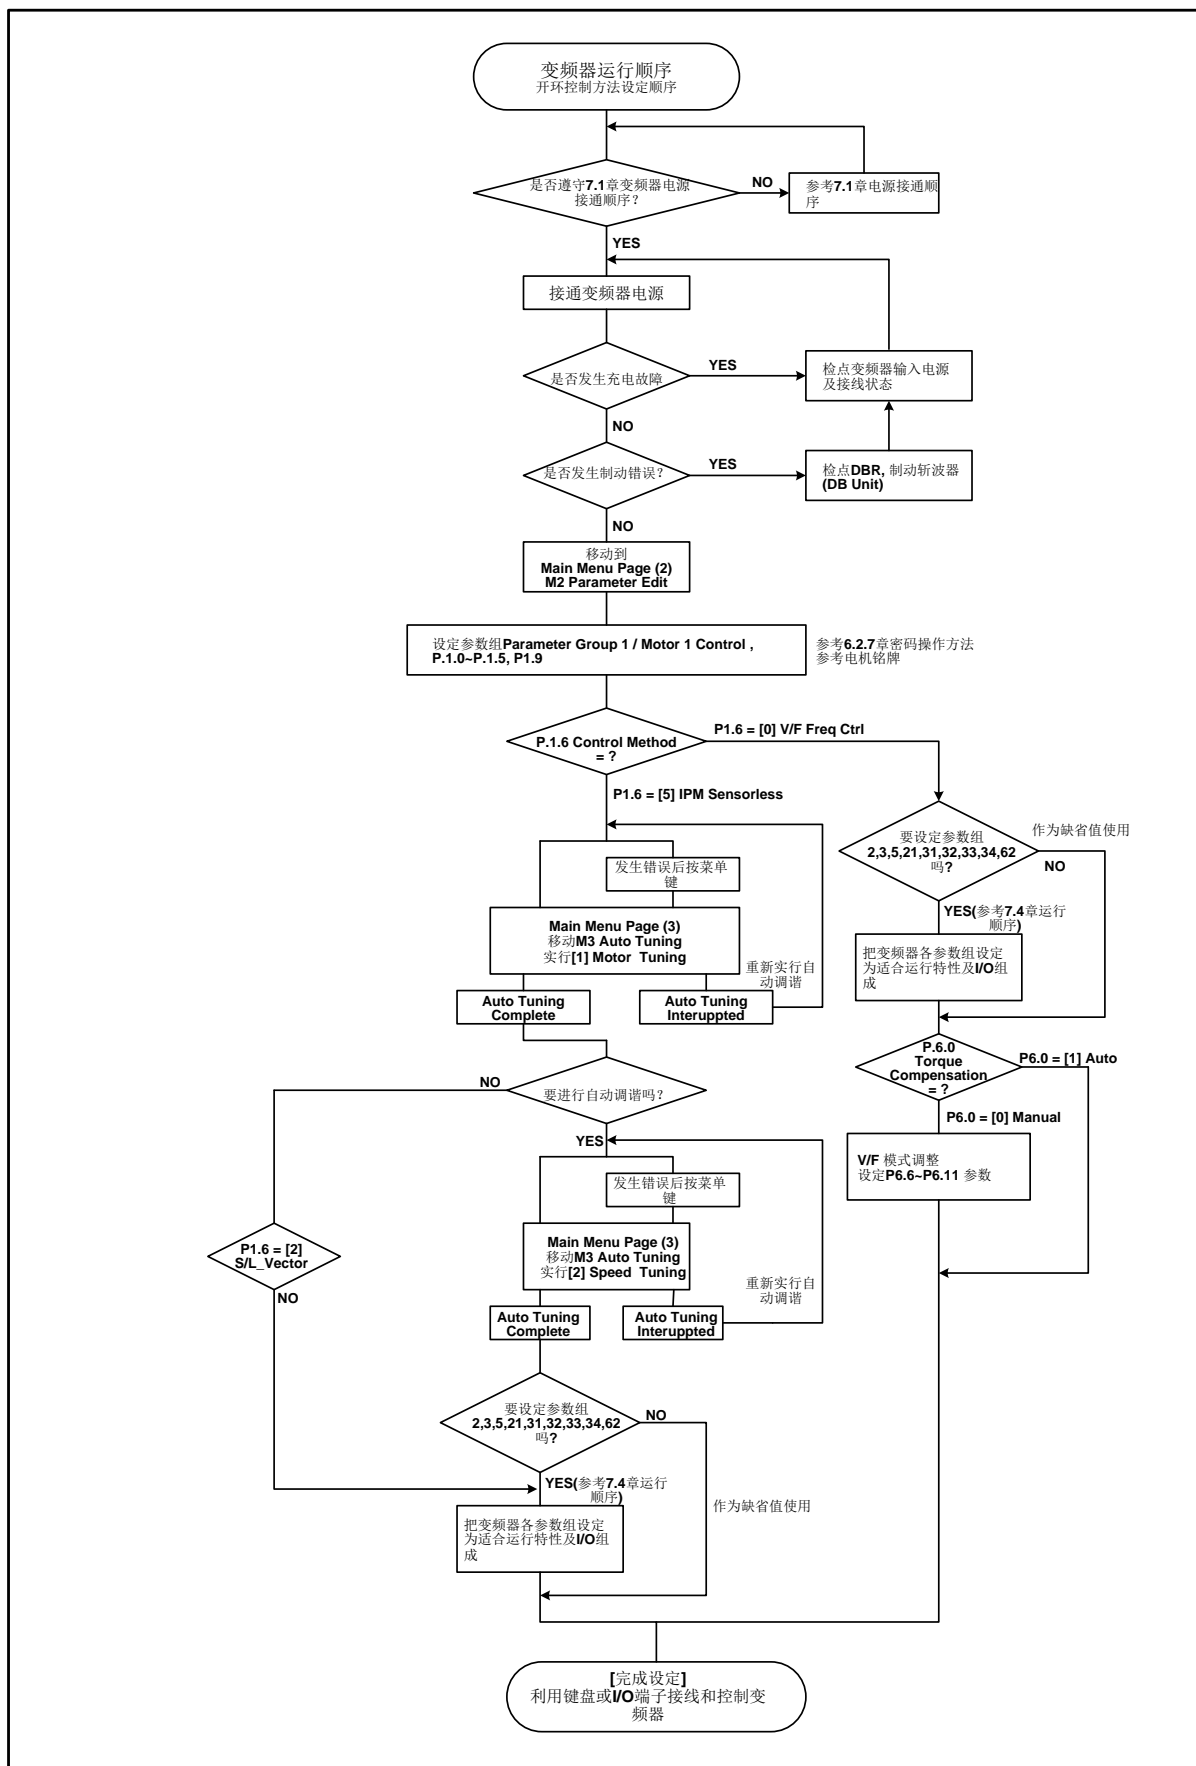 变频器运行顺序
开环控制方法设定顺序
是否遵守7.1章变频器电源
接通顺序?
NO
参考7.1章电源接通顺
序
YES
接通变频器电源
是否发生充电故障
YES
检点变频器输入电源
及接线状态
NO
是否发生制动错误?
YES
检点DBR, 制动斩波器
(DB Unit)
NO
移动到
Main Menu Page (2)
M2 Parameter Edit
设定参数组Parameter Group 1 / Motor 1 Control ,
P.1.0~P.1.5, P1.9
参考6.2.7章密码操作方法
参考电机铭牌
P.1.6 Control Method
= ?
P1.6 = [0] V/F Freq Ctrl
P1.6 = [5] IPM Sensorless
要设定参数组
2,3,5,21,31,32,33,34,62
吗?
作为缺省值使用
NO
发生错误后按菜单
键
YES(参考7.4章运行
顺序)
Main Menu Page (3)
移动M3 Auto Tuning
实行[1] Motor Tuning
把变频器各参数组设定
为适合运行特性及I/O组
成
重新实行自
动调谐
Auto Tuning
Complete
Auto Tuning
Interuppted
P.6.0
Torque
Compensation
= ?
P6.0 = [1] Auto
NO
要进行自动调谐吗?
P6.0 = [0] Manual
YES
V/F 模式调整
设定P6.6~P6.11 参数
发生错误后按菜单
键
P1.6 = [2]
S/L_Vector
Main Menu Page (3)
移动M3 Auto Tuning
实行[2] Speed Tuning
重新实行自
动调谐
NO
Auto Tuning
Complete
Auto Tuning
Interuppted
要设定参数组
2,3,5,21,31,32,33,34,62
吗?
NO
YES(参考7.4章运行
顺序)
作为缺省值使用
把变频器各参数组设定
为适合运行特性及I/O组
成
[完成设定]
利用键盘或I/O端子接线和控制变
频器